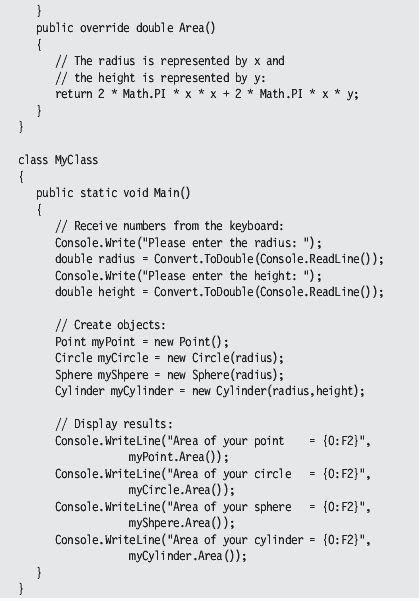 }
public override double Area()
{
// The radius is represented by x and
// the height is represented by y:
return 2 * Math.PI * x * x + 2 * Math.PI * x * y;
}
}
class MyClass
{
public static void Main()
{
// Receive numbers from the keyboard:
Console.Write("Please enter the radius: ");
double radius = Convert.ToDouble(Console.ReadLine());
Console.Write("Please enter the height: ");
double height = Convert.ToDouble(Console.ReadLine());
// Create objects:
Point myPoint = new Point();
Circle myCircle = new Circle(radius);
Sphere myShpere = new Sphere(radius);
Cylinder myCylinder = new Cylinder(radius,height);
// Display results:
Console.WriteLine("Area of your point    = {0:F2}",
myPoint.Area());
Console.WriteLine("Area of your circle   = {0:F2}",
myCircle.Area());
Console.WriteLine("Area of your sphere   = {0:F2}",
myShpere.Area());
Console.WriteLine("Area of your cylinder = {0:F2}",
myCylinder.Area());
}
}